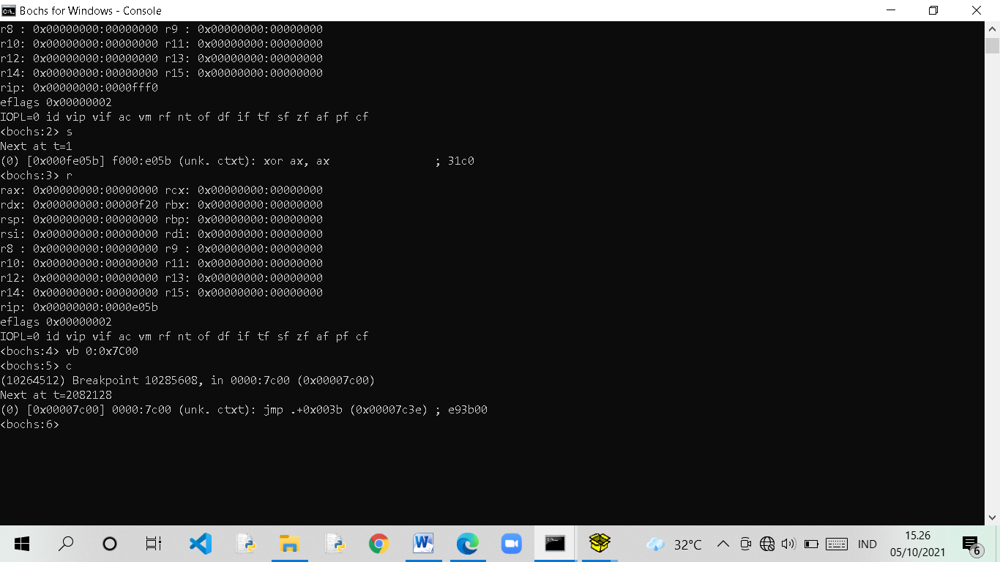 Bochs for Windows - Console
r8 : 0x00000000:00000000 r9 : 0x00000000:00000000
r10: 0x00000000:00000000 r11: 0x00000000:00000000
r12: 0x00000000:00000000 r13: 0x00000000:00000000
r14: 0x00000000:00000000 r15: 0x00000000:00000000
rip: 0x00000000:0000fff0
eflags 0x00000002
IOPL=0 id vip vif ac vm rf nt of df if tf sf zf af pf cf
<bochs:2> s
Next at t=1
(0) [0x000fe05b] f000:e05b (unk. ctxt): xor ax, ax                ; 31c0
<bochs:3> r
rax: 0x00000000:00000000 rcx: 0x00000000:00000000
rdx: 0x00000000:00000f20 rbx: 0x00000000:00000000
rsp: 0x00000000:00000000 rbp: 0x00000000:00000000
rsi: 0x00000000:00000000 rdi: 0x00000000:00000000
r8 : 0x00000000:00000000 r9 : 0x00000000:00000000
r10: 0x00000000:00000000 r11: 0x00000000:00000000
r12: 0x00000000:00000000 r13: 0x00000000:00000000
r14: 0x00000000:00000000 r15: 0x00000000:00000000
rip: 0x00000000:0000e05b
eflags 0x00000002
IOPL=0 id vip vif ac vm rf nt of df if tf sf zf af pf cf
<bochs:4> vb 0:0x7C00
<bochs:5> c
(10264512) Breakpoint 10285608, in 0000:7c00 (0x00007c00)
Next at t=2082128
(0) [0x00007c00] 0000:7c00 (unk. ctxt): jmp .+0x003b (0x00007c3e) ; e93b00
<bochs:6>
32°C
IND
15.26
05/10/2021
6